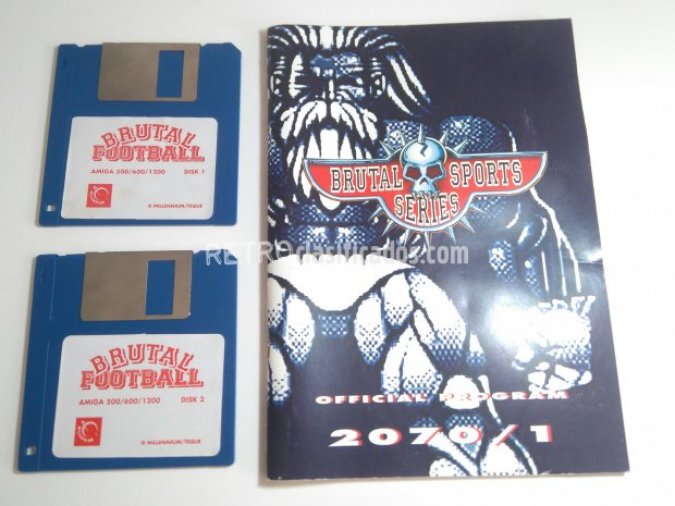 BRUTAL
FOOTBALL
AMIGA 500/600/1200 DISK 1
© MILLENNIUM/TEQUE
BRUTAL
FOOTBALL
AMIGA 500/600/1200 DISK 2
© MILLENNIUM/TEQUE
BRUTAL SPORTS
SERIES
RETROclasificados.com
OFFICIAL PROGRAM
2070/1